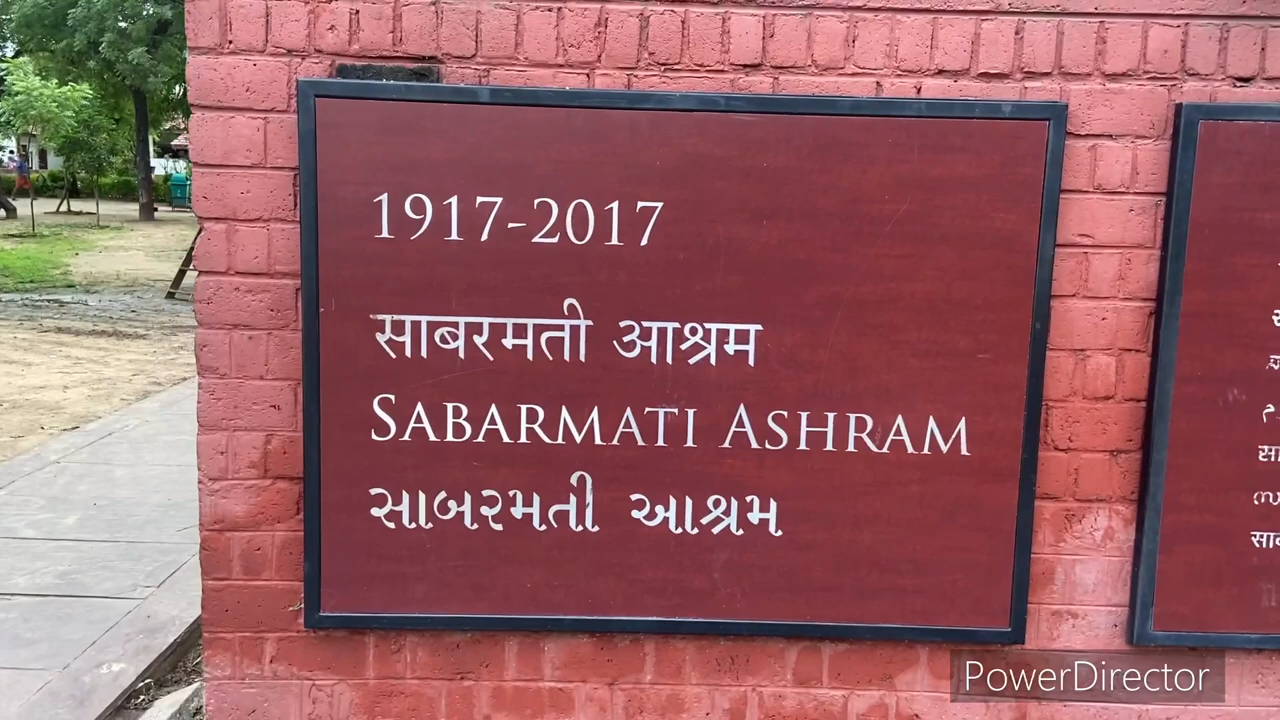 1917-2017
साबरमती आश्रम
SABARMATI ASHRAM
સાબરમતી આશ્રમ
PowerDirector